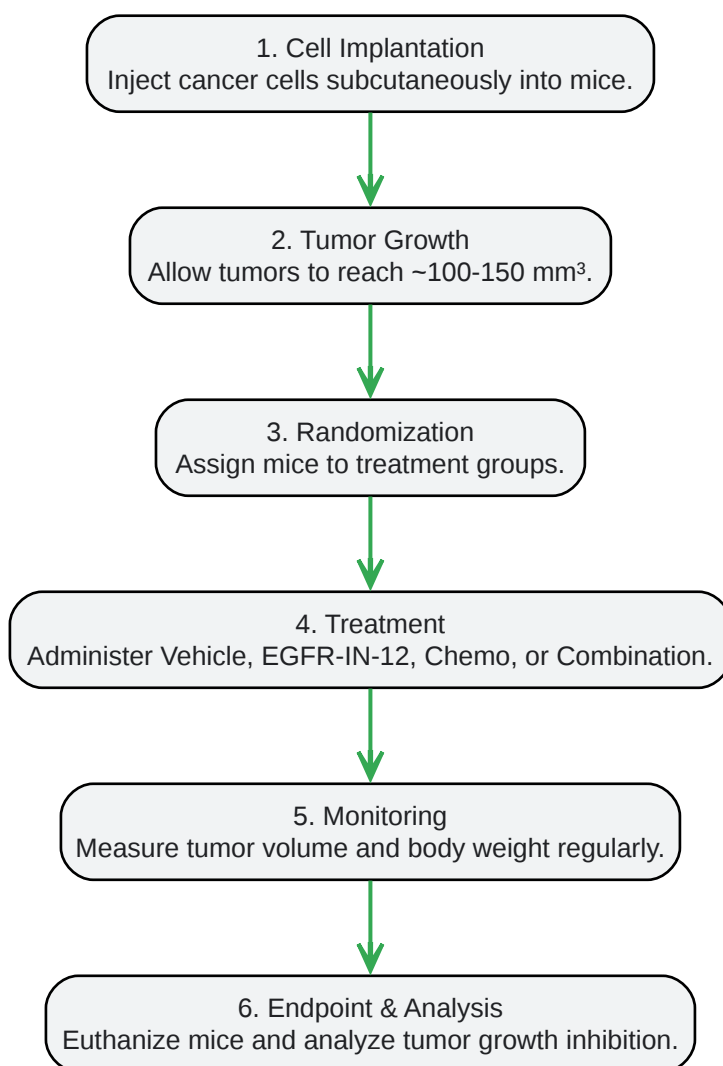 1. Cell Implantation
Inject cancer cells subcutaneously into mice.
2. Tumor Growth
Allow tumors to reach ~100-150 mm³.
3. Randomization
Assign mice to treatment groups.
4. Treatment
Administer Vehicle, EGFR-IN-12, Chemo, or Combination.
5. Monitoring
Measure tumor volume and body weight regularly.
6. Endpoint & Analysis
Euthanize mice and analyze tumor growth inhibition.